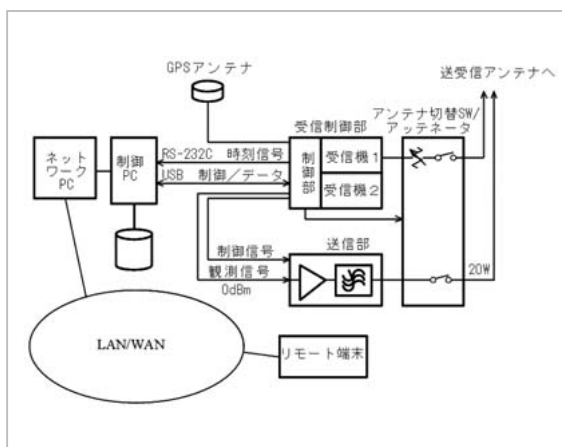 GPSアンテナ
送受信アンテナへ
アンテナ切替SW/
アッテネータ
受信制御部
ネット
ワーク
PC
制御
PC
RS-232C 時刻信号
USB 制御/データ
制御部
受信機1
受信機2
制御信号
観測信号
0dBm
送信部
20W
LAN/WAN
リモート端末